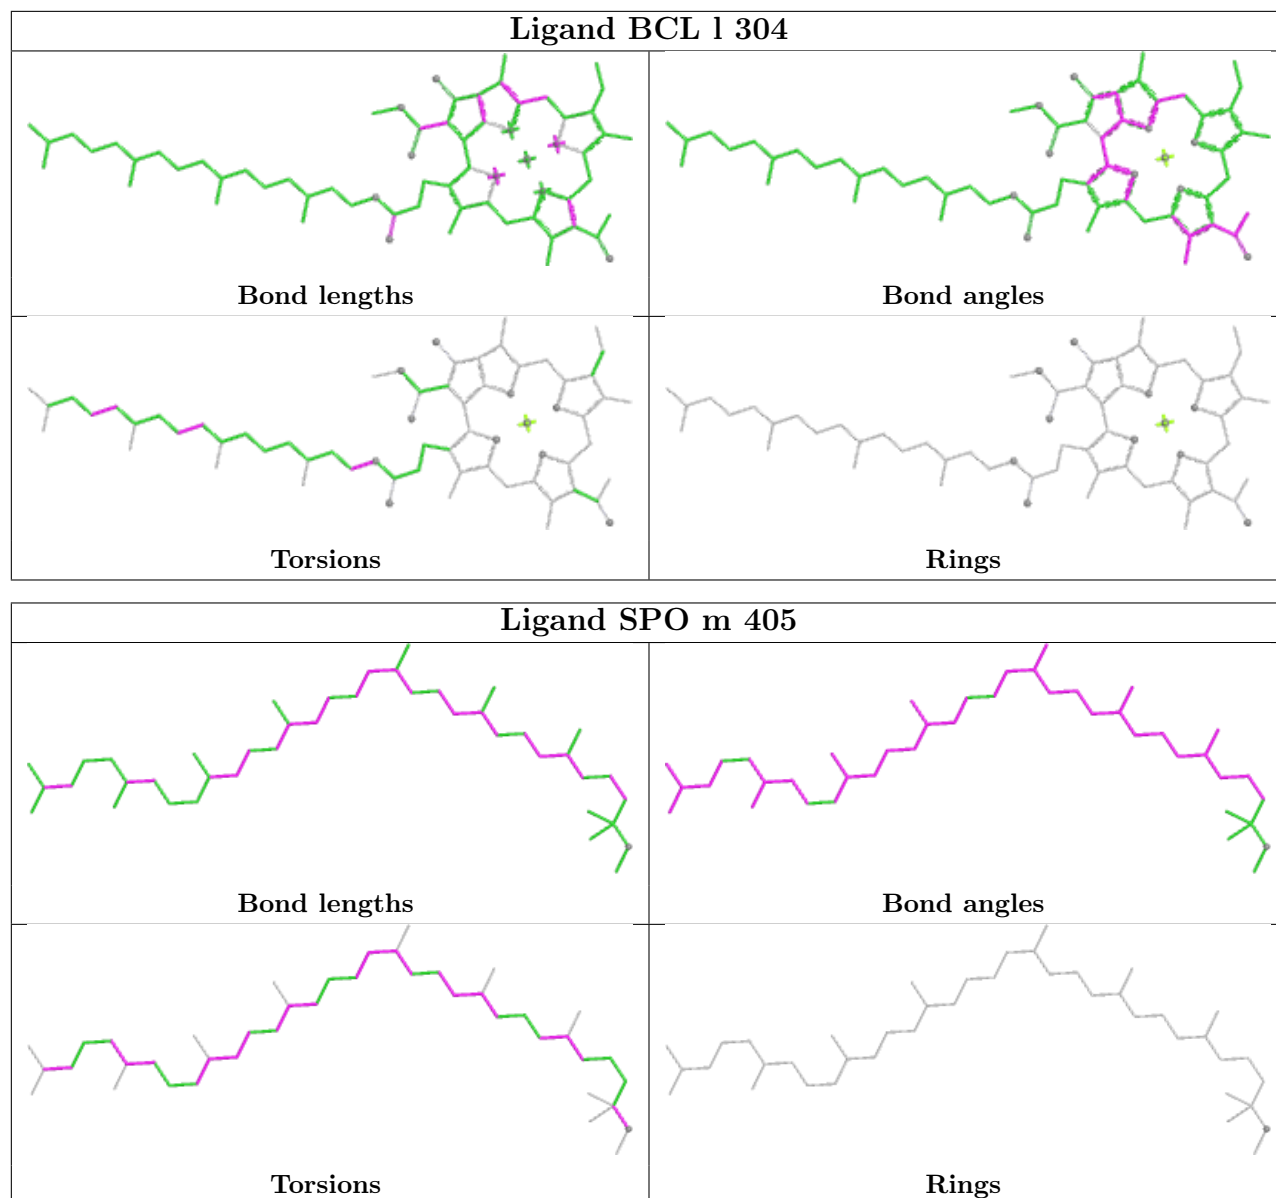 Ligand BCL l 304
Bond lengths
Bond angles
Torsions
Rings
Ligand SPO m 405
Bond lengths
Bond angles
Torsions
Rings